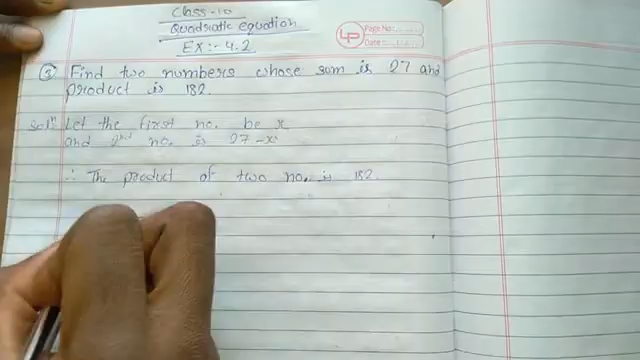 Class-10
Quadratic equation
Ex:- 4.2
LP
Page No.:
Date:
③ Find two numbers whose sum is 27 and
product is 182.
Solⁿ Let the first no. be x
and 2nd no. is 27-x
∴ The product of two no. is 182.